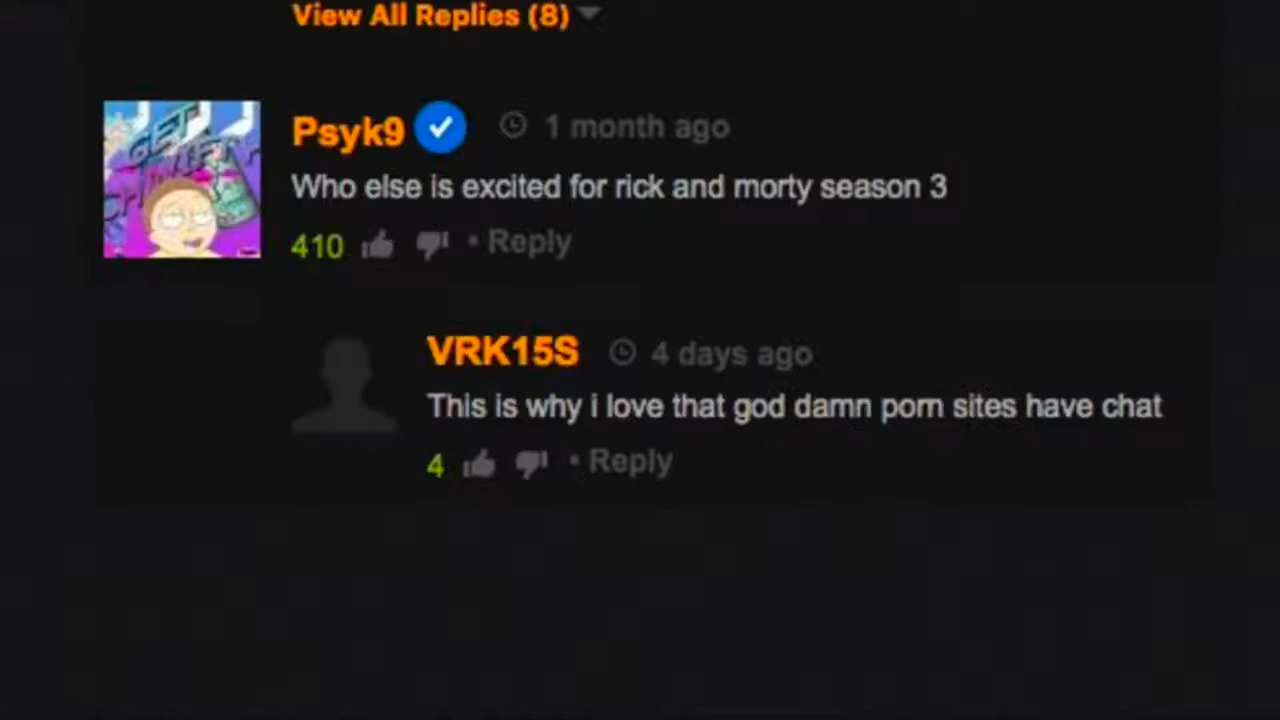 View All Replies (8)
GET
Psyk9 1 month ago
Who else is excited for rick and morty season 3
410 • Reply
VRK15S 4 days ago
This is why i love that god damn porn sites have chat
4 • Reply